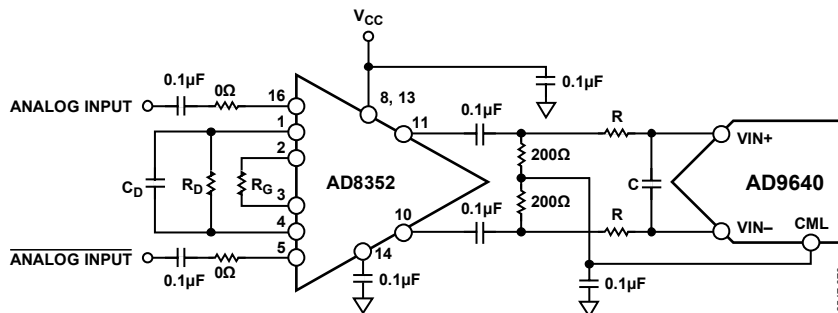 VCC
0.1µF
0Ω
0.1µF
ANALOG INPUT
16
8, 13
0.1µF
R
1
11
VIN+
2
200Ω
CD
RD
RG
AD8352
C
AD9640
3
200Ω
0.1µF
CML
4
10
R
VIN–
ANALOG INPUT
5
14
0.1µF
0Ω
0.1µF
0.1µF